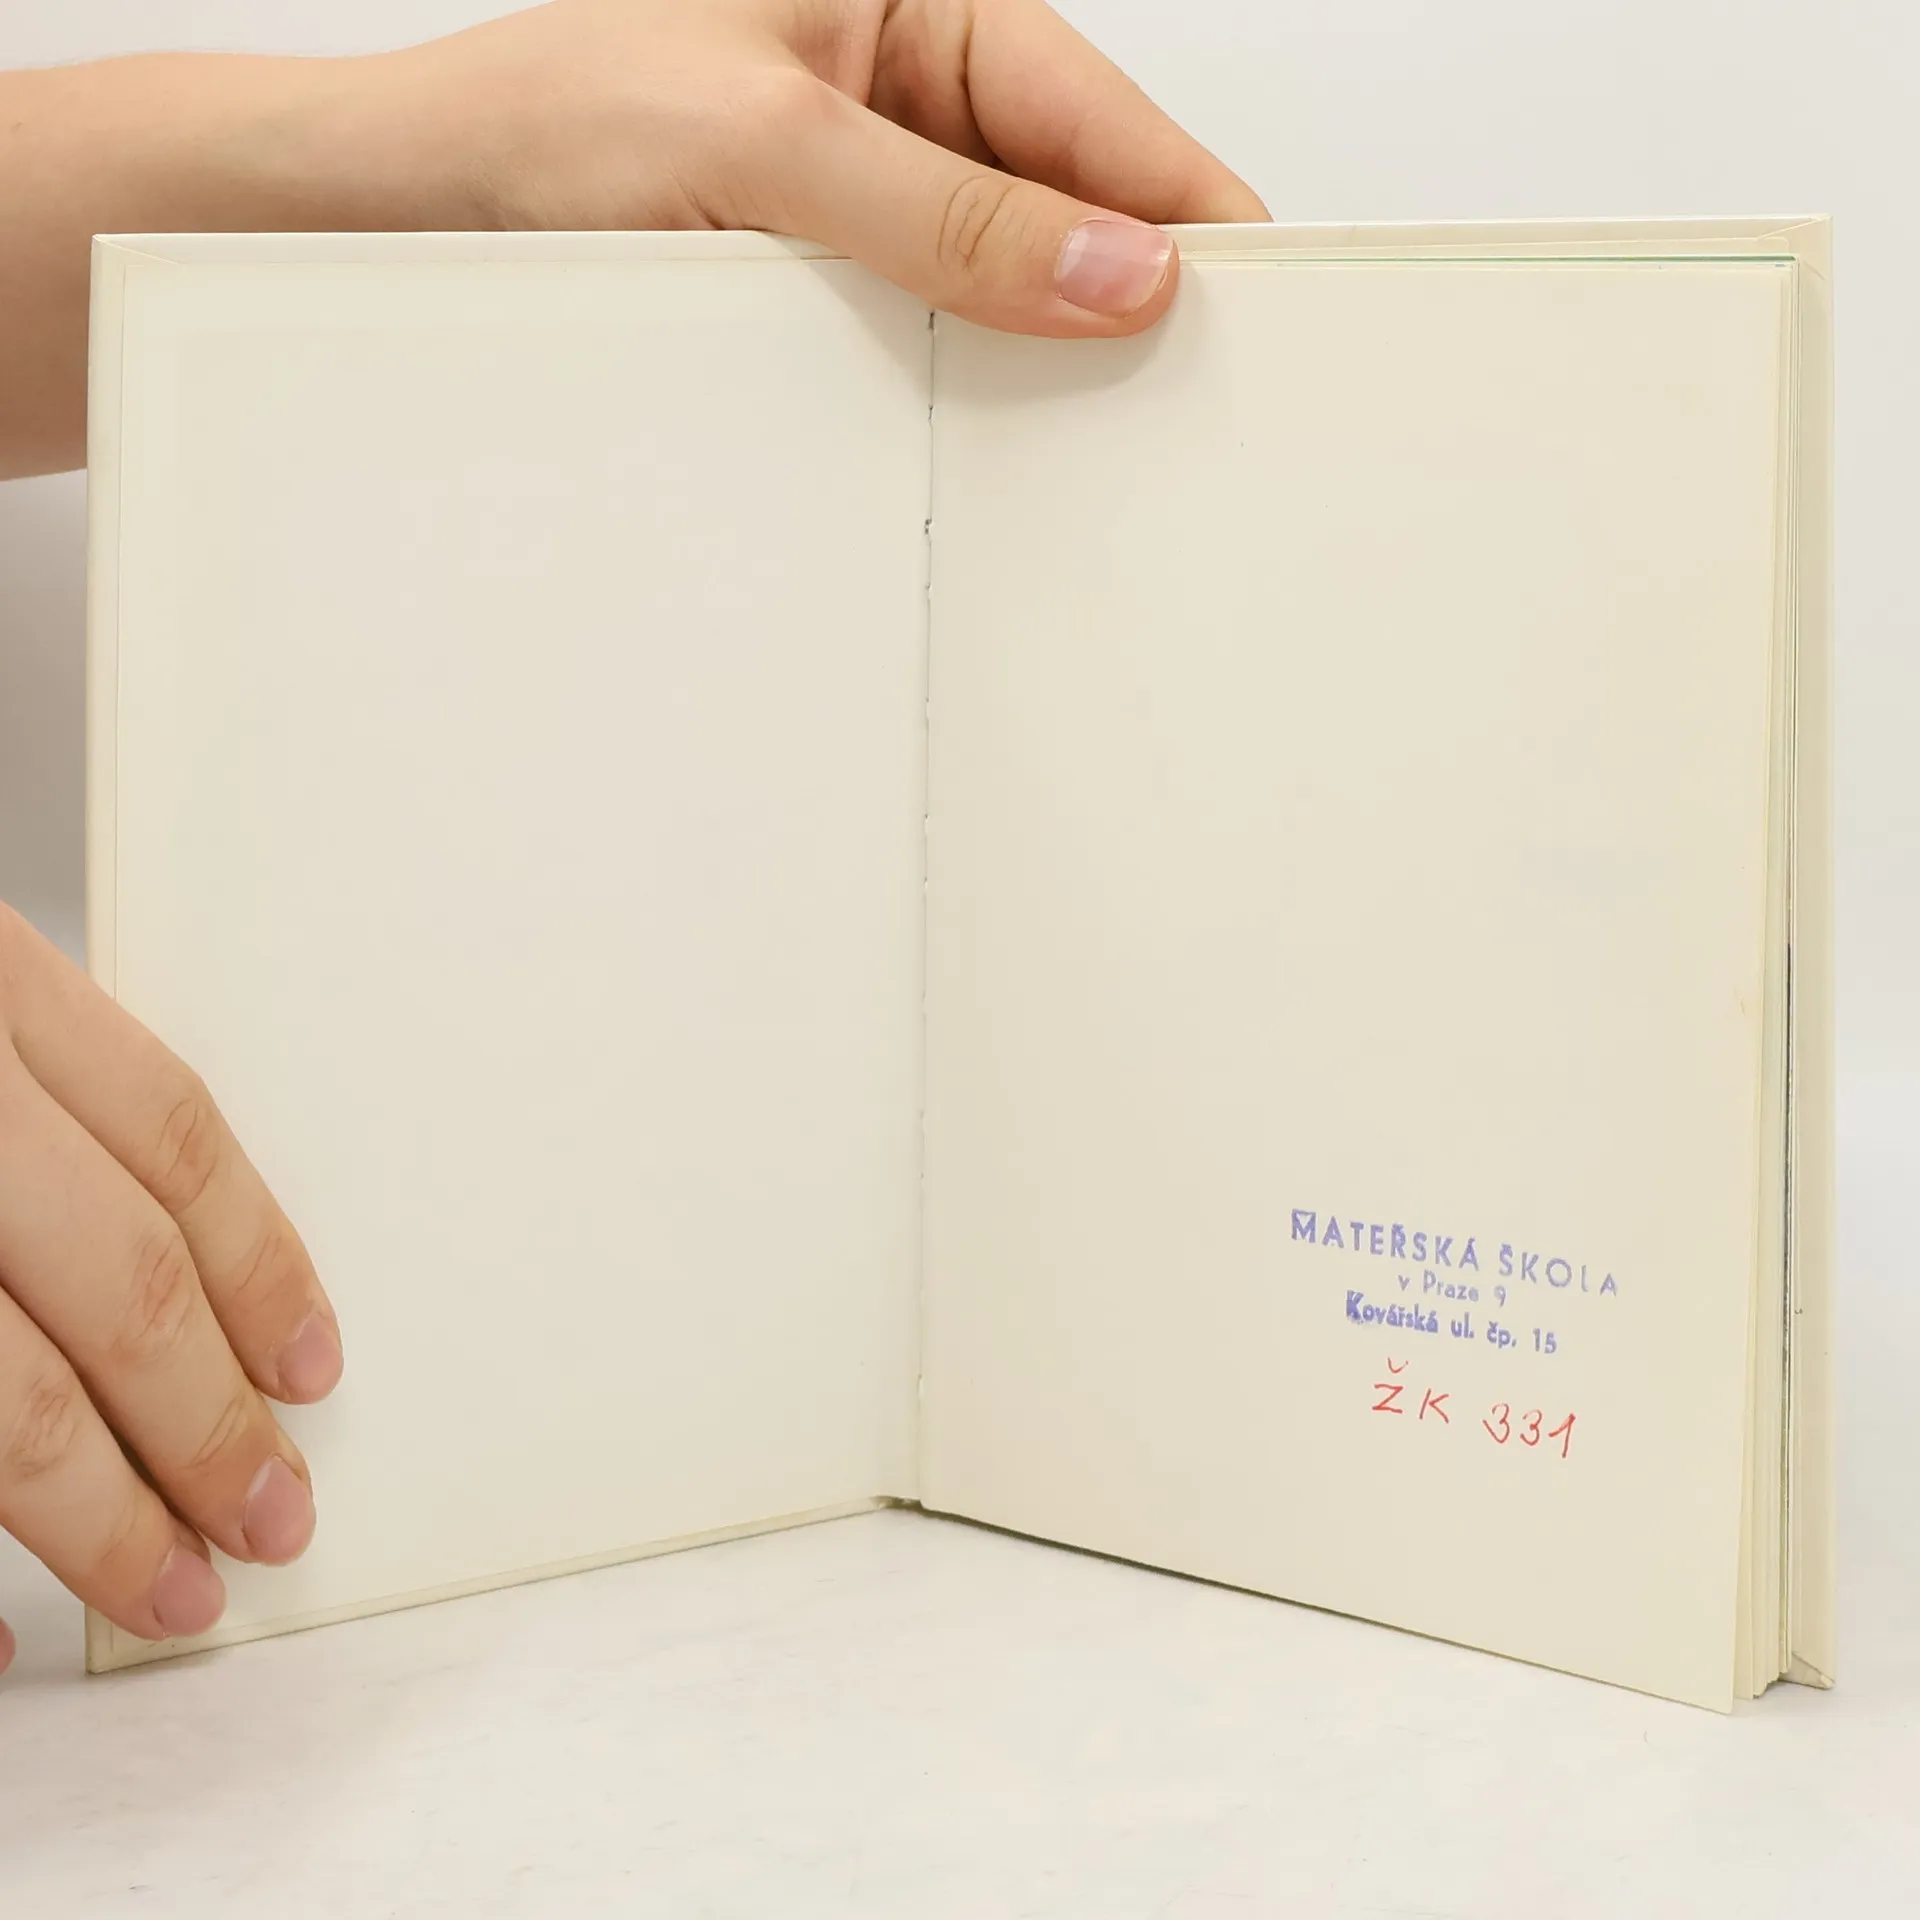 MATEŘSKÁ ŠKOLA
v Praze 9
Kovářská ul. čp. 15
ŽK 331